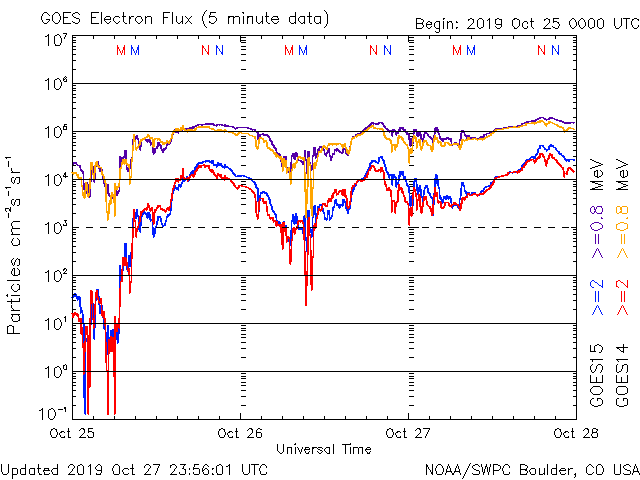 GOES Electron Flux (5 minute data)
Begin: 2019 Oct 25 0000 UTC
M M N N M M N N M M N N
10⁷
10⁶
10⁵
10⁴
10³
10²
10¹
10⁰
10⁻¹
Particles cm⁻²s⁻¹sr⁻¹
Oct 25
Oct 26
Oct 27
Oct 28
Universal Time
GOES15 >=2 >=0.8 MeV
GOES14 >=2 >=0.8 MeV
Updated 2019 Oct 27 23:56:01 UTC
NOAA/SWPC Boulder, CO USA